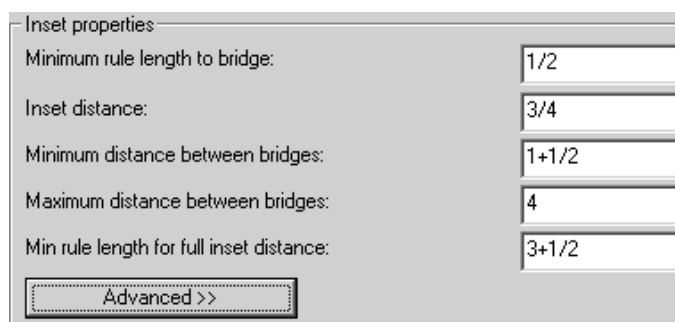 Inset properties
Minimum rule length to bridge: 1/2
Inset distance: 3/4
Minimum distance between bridges: 1+1/2
Maximum distance between bridges: 4
Min rule length for full inset distance: 3+1/2
Advanced >>